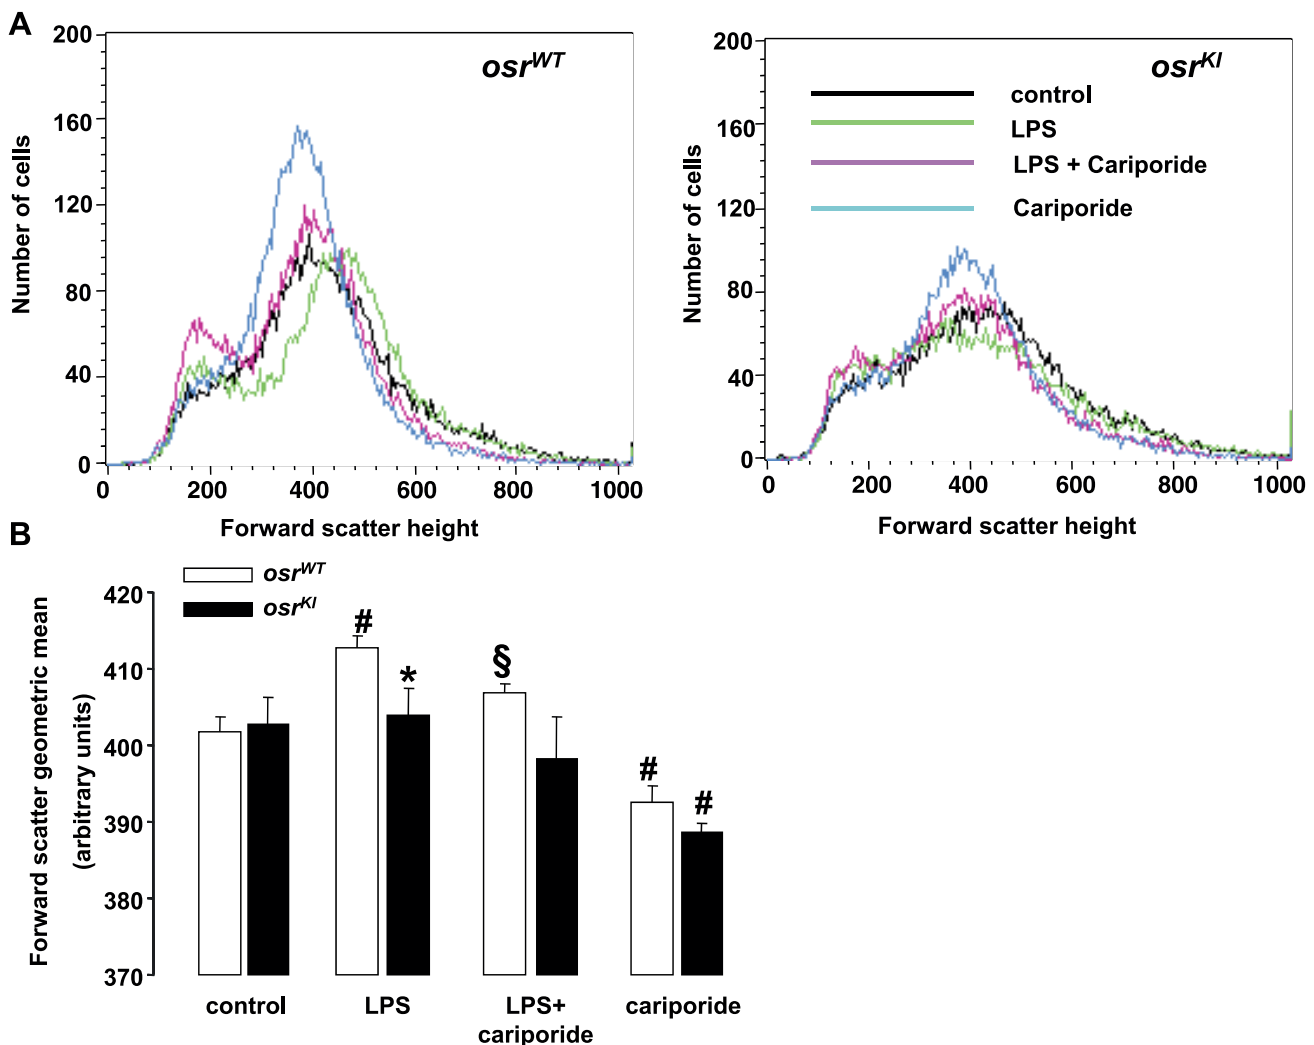 A
osrWT
Number of cells
200
160
120
80
40
0
0 200 400 600 800 1000
Forward scatter height
osrKI
control
LPS
LPS + Cariporide
Cariporide
Number of cells
200
160
120
80
40
0
0 200 400 600 800 1000
Forward scatter height
B
osrWT
osrKI
Forward scatter geometric mean
(arbitrary units)
420
410
400
390
380
370
#
*
§
#
#
control
LPS
LPS+
cariporide
cariporide